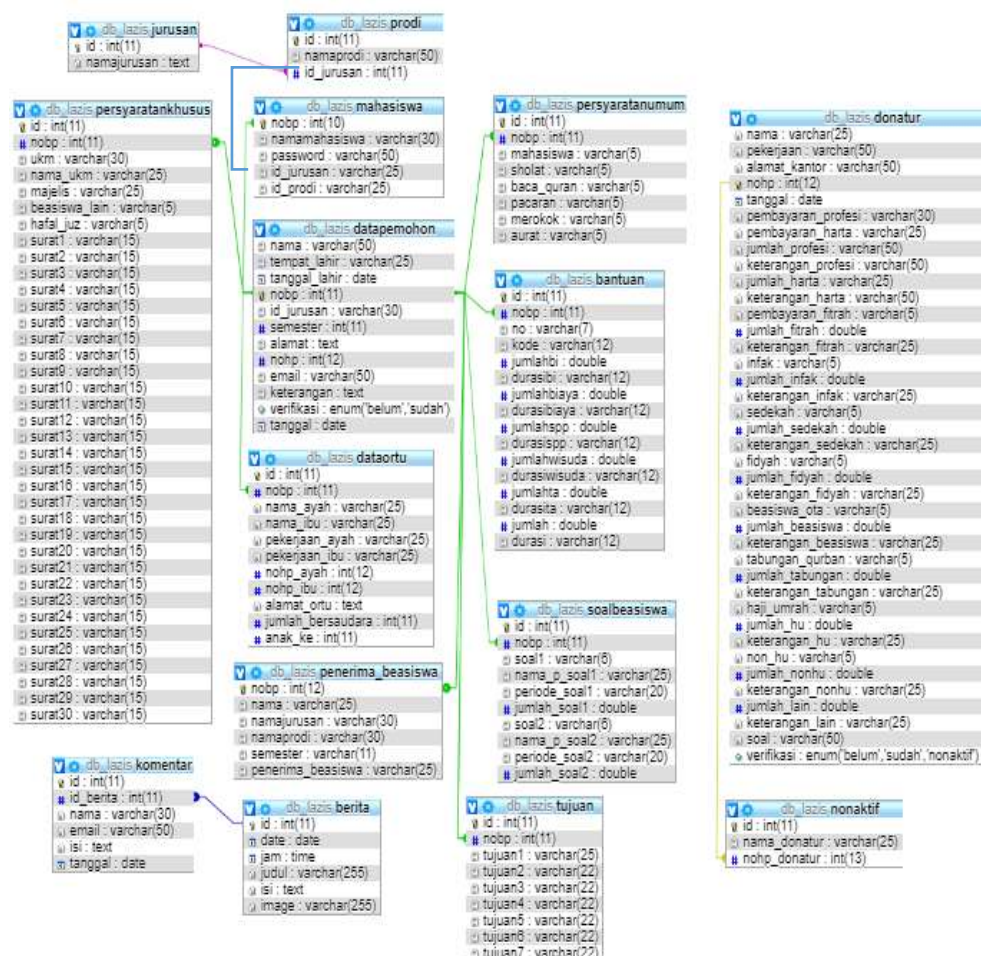 db_lazis jurusan
id : int(11)
namajurusan : text
db_lazis prodi
id : int(11)
namaprodi : varchar(50)
id_jurusan : int(11)
db_lazis persyaratankhusus
id : int(11)
nobp : int(11)
ukm : varchar(30)
nama_ukm : varchar(25)
majelis : varchar(25)
beasiswa_lain : varchar(5)
hafal_juz : varchar(5)
surat1 : varchar(15)
surat2 : varchar(15)
surat3 : varchar(15)
surat4 : varchar(15)
surat5 : varchar(15)
surat6 : varchar(15)
surat7 : varchar(15)
surat8 : varchar(15)
surat9 : varchar(15)
surat10 : varchar(15)
surat11 : varchar(15)
surat12 : varchar(15)
surat13 : varchar(15)
surat14 : varchar(15)
surat15 : varchar(15)
surat16 : varchar(15)
surat17 : varchar(15)
surat18 : varchar(15)
surat19 : varchar(15)
surat20 : varchar(15)
surat21 : varchar(15)
surat22 : varchar(15)
surat23 : varchar(15)
surat24 : varchar(15)
surat25 : varchar(15)
surat26 : varchar(15)
surat27 : varchar(15)
surat28 : varchar(15)
surat29 : varchar(15)
surat30 : varchar(15)
db_lazis mahasiswa
nobp : int(10)
namamahasiswa : varchar(30)
password : varchar(50)
id_jurusan : varchar(25)
id_prodi : varchar(25)
db_lazis datapemohon
nama : varchar(50)
tempat_lahir : varchar(25)
tanggal_lahir : date
nobp : int(11)
id_jurusan : varchar(30)
semester : int(11)
alamat : text
nohp : int(12)
email : varchar(50)
keterangan : text
verifikasi : enum('belum','sudah')
tanggal : date
db_lazis dataortu
id : int(11)
nobp : int(11)
nama_ayah : varchar(25)
nama_ibu : varchar(25)
pekerjaan_ayah : varchar(25)
pekerjaan_ibu : varchar(25)
nohp_ayah : int(12)
nohp_ibu : int(12)
alamat_ortu : text
jumlah_bersaudara : int(11)
anak_ke : int(11)
db_lazis penerima_beasiswa
nobp : int(12)
nama : varchar(25)
namajurusan : varchar(30)
namaprodi : varchar(30)
semester : varchar(11)
penerima_beasiswa : varchar(25)
db_lazis komentar
id : int(11)
id_berita : int(11)
nama : varchar(30)
email : varchar(50)
isi : text
tanggal : date
db_lazis berita
id : int(11)
date : date
jam : time
judul : varchar(255)
isi : text
image : varchar(255)
db_lazis persyaratanumum
id : int(11)
nobp : int(11)
mahasiswa : varchar(5)
sholat : varchar(5)
baca_quran : varchar(5)
pacaran : varchar(5)
merokok : varchar(5)
aurat : varchar(5)
db_lazis bantuan
id : int(11)
nobp : int(11)
no : varchar(7)
kode : varchar(12)
jumlahbi : double
durasibi : varchar(12)
jumlahbiaya : double
durasibiaya : varchar(12)
jumlahspp : double
durasispp : varchar(12)
jumlahwisuda : double
durasiwisuda : varchar(12)
jumlahta : double
durasita : varchar(12)
jumlah : double
durasi : varchar(12)
db_lazis soalbeasiswa
id : int(11)
nobp : int(11)
soal1 : varchar(6)
nama_p_soal1 : varchar(25)
periode_soal1 : varchar(20)
jumlah_soal1 : double
soal2 : varchar(6)
nama_p_soal2 : varchar(25)
periode_soal2 : varchar(20)
jumlah_soal2 : double
db_lazis tujuan
id : int(11)
nobp : int(11)
tujuan1 : varchar(25)
tujuan2 : varchar(22)
tujuan3 : varchar(22)
tujuan4 : varchar(22)
tujuan5 : varchar(22)
tujuan6 : varchar(22)
tujuan7 : varchar(22)
db_lazis donatur
nama : varchar(25)
pekerjaan : varchar(50)
alamat_kantor : varchar(50)
nohp : int(12)
tanggal : date
pembayaran_profesi : varchar(30)
pembayaran_harta : varchar(25)
jumlah_profesi : varchar(50)
keterangan_profesi : varchar(50)
jumlah_harta : varchar(25)
keterangan_harta : varchar(50)
pembayaran_fitrah : varchar(5)
jumlah_fitrah : double
keterangan_fitrah : varchar(25)
infak : varchar(5)
jumlah_infak : double
keterangan_infak : varchar(25)
sedekah : varchar(5)
jumlah_sedekah : double
keterangan_sedekah : varchar(25)
fidyah : varchar(5)
jumlah_fidyah : double
keterangan_fidyah : varchar(25)
beasiswa_ota : varchar(5)
jumlah_beasiswa : double
keterangan_beasiswa : varchar(25)
tabungan_qurban : varchar(5)
jumlah_tabungan : double
keterangan_tabungan : varchar(25)
haji_umrah : varchar(5)
jumlah_hu : double
keterangan_hu : varchar(25)
non_hu : varchar(5)
jumlah_nonhu : double
keterangan_nonhu : varchar(25)
jumlah_lain : double
keterangan_lain : varchar(25)
soal : varchar(50)
verifikasi : enum('belum','sudah','nonaktif')
db_lazis nonaktif
id : int(11)
nama_donatur : varchar(25)
nohp_donatur : int(13)